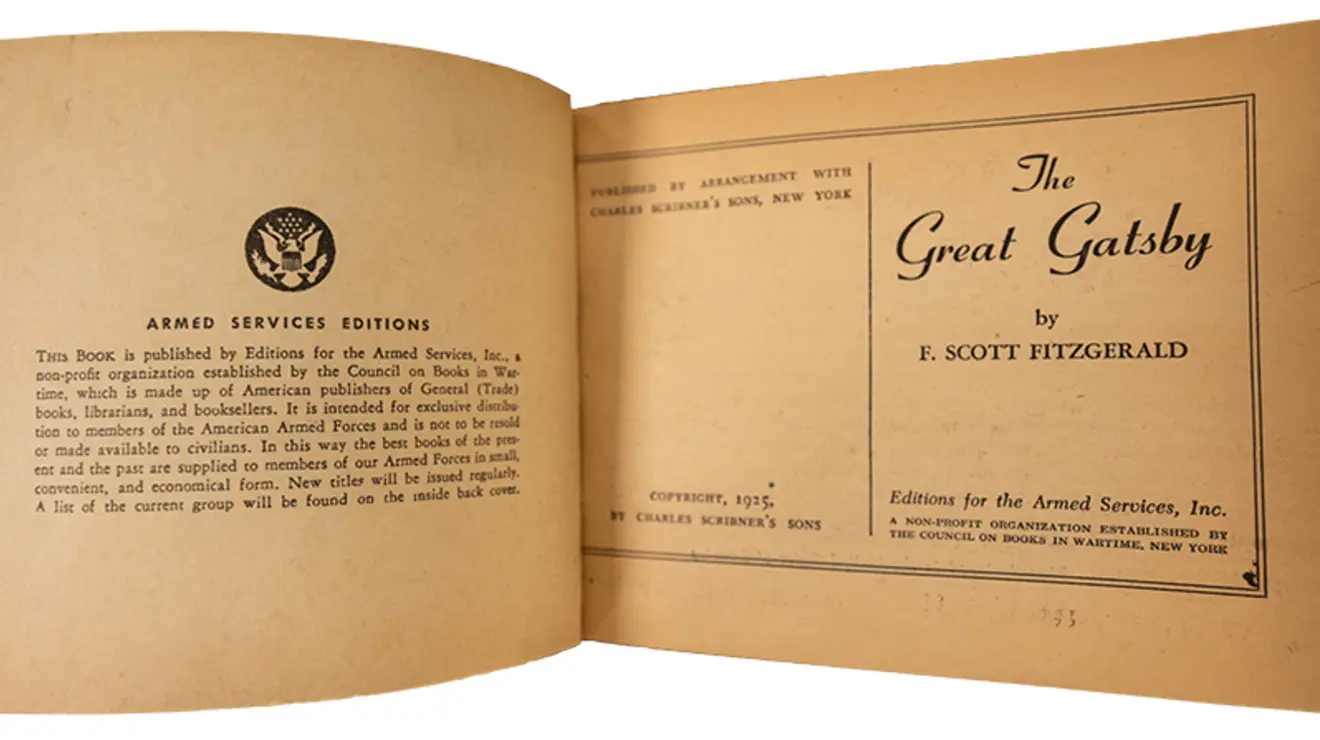 ARMED SERVICES EDITIONS
THIS BOOK is published by Editions for the Armed Services, Inc., a
non-profit organization established by the Council on Books in War-
time, which is made up of American publishers of General (Trade)
books, librarians, and booksellers. It is intended for exclusive distribu-
tion to members of the American Armed Forces and is not to be resold
or made available to civilians. In this way the best books of the pres-
ent and the past are supplied to members of our Armed Forces in small,
convenient, and economical form. New titles will be issued regularly.
A list of the current group will be found on the inside back cover.
PUBLISHED BY ARRANGEMENT WITH
CHARLES SCRIBNER'S SONS, NEW YORK
COPYRIGHT, 1925,
BY CHARLES SCRIBNER'S SONS
The
Great Gatsby
by
F. SCOTT FITZGERALD
Editions for the Armed Services, Inc.
A NON-PROFIT ORGANIZATION ESTABLISHED BY
THE COUNCIL ON BOOKS IN WARTIME, NEW YORK